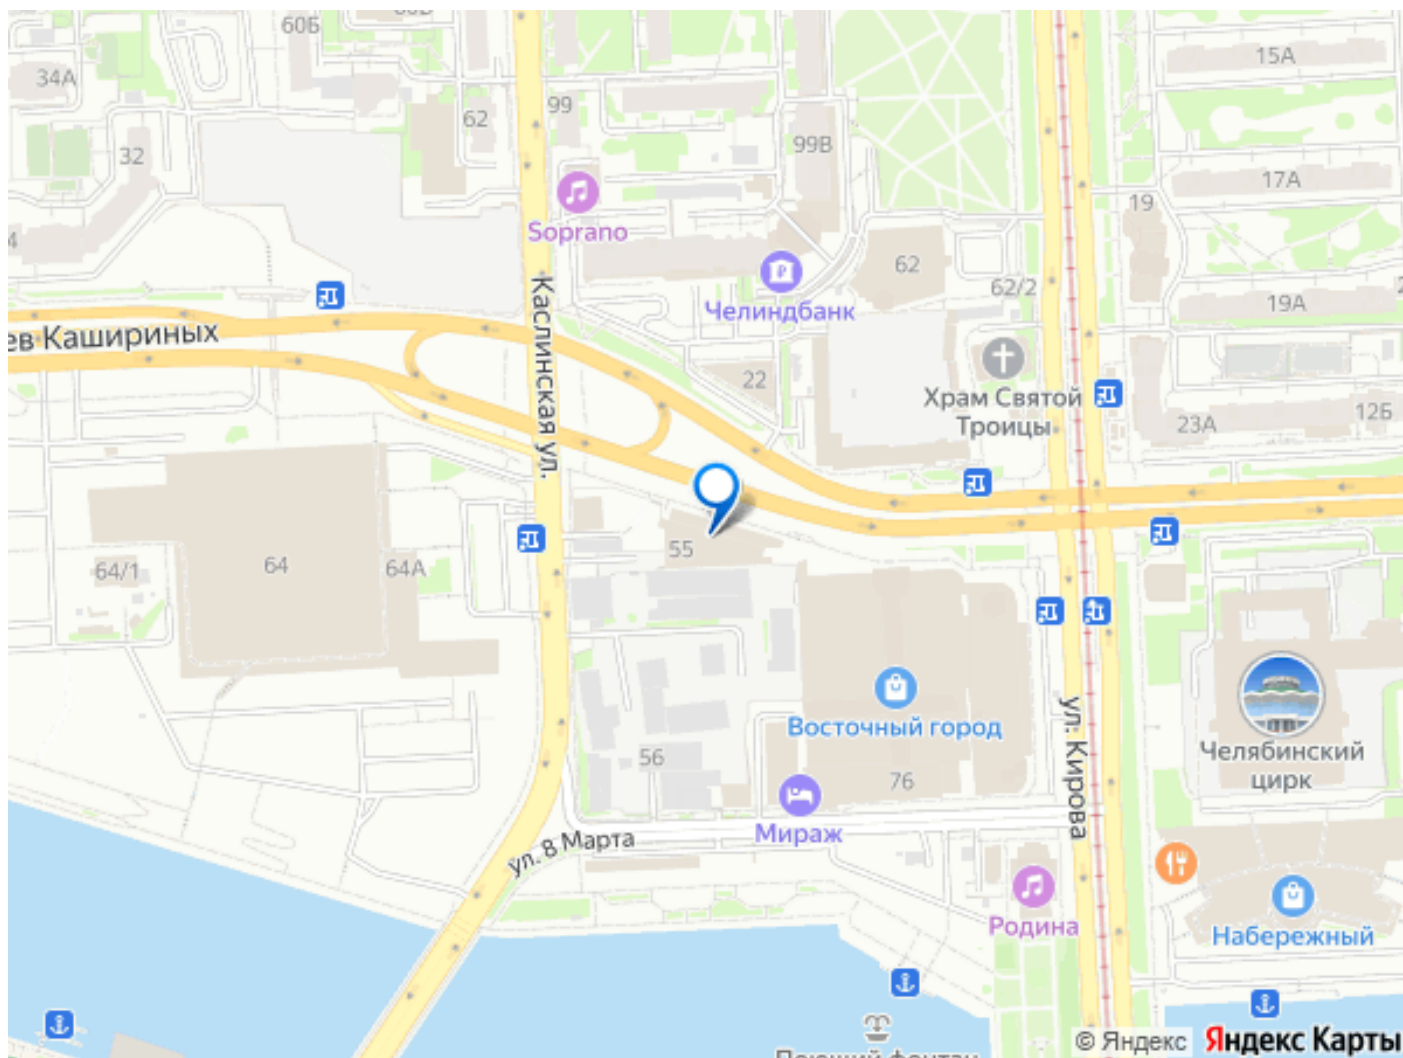 60Б
34А
62
99
15А
32
99В
17А
19
Soprano
62
62/2
Каслинская ул.
Челиндбанк
19А
ев Кашириных
22
Храм Святой
Троицы
12Б
23А
55
64
64А
64/1
Восточный город
ул. Кирова
Челябинский
цирк
56
76
Мираж
ул. 8 Марта
Родина
Набережный
© Яндекс
Яндекс Карты